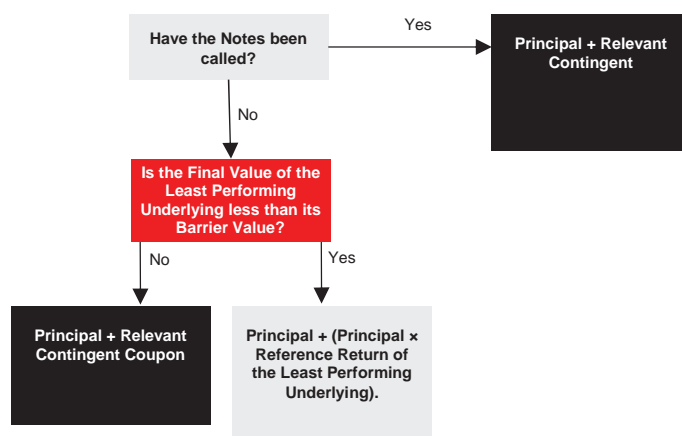 Have the Notes been
called?
Yes
Principal + Relevant
Contingent
No
Is the Final Value of the
Least Performing
Underlying less than its
Barrier Value?
No
Yes
Principal + Relevant
Contingent Coupon
Principal + (Principal ×
Reference Return of
the Least Performing
Underlying).